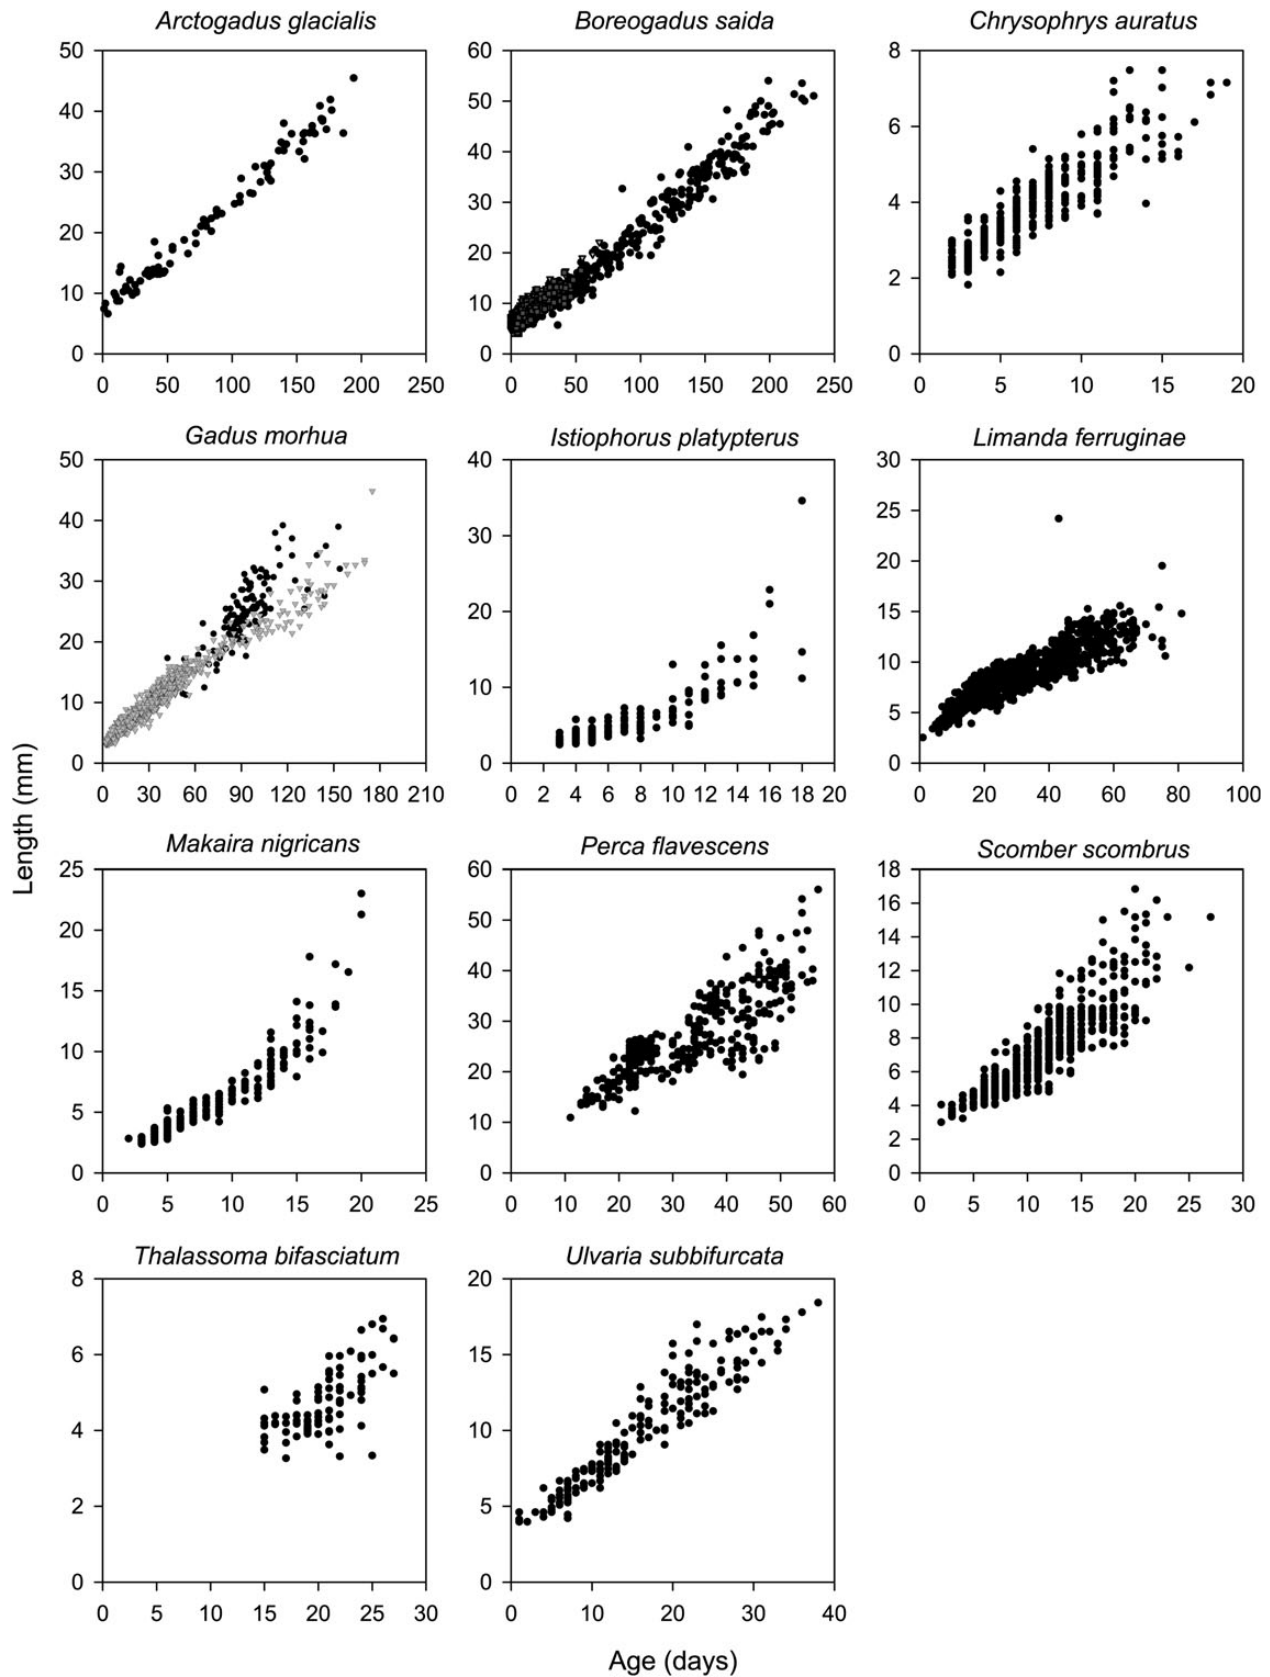 Arctogadus glacialis
Boreogadus saida
Chrysophrys auratus
50
40
30
20
10
0
0 50 100 150 200 250
60
50
40
30
20
10
0
0 50 100 150 200 250
8
6
4
2
0
0 5 10 15 20
Gadus morhua
Istiophorus platypterus
Limanda ferruginae
50
40
30
20
10
0
0 30 60 90 120 150 180 210
40
30
20
10
0
0 2 4 6 8 10 12 14 16 18 20
30
25
20
15
10
5
0
0 20 40 60 80 100
Length (mm)
Makaira nigricans
Perca flavescens
Scomber scombrus
25
20
15
10
5
0
0 5 10 15 20 25
60
50
40
30
20
10
0
0 10 20 30 40 50 60
18
16
14
12
10
8
6
4
2
0
0 5 10 15 20 25 30
Thalassoma bifasciatum
Ulvaria subbifurcata
8
6
4
2
0
0 5 10 15 20 25 30
20
15
10
5
0
0 10 20 30 40
Age (days)